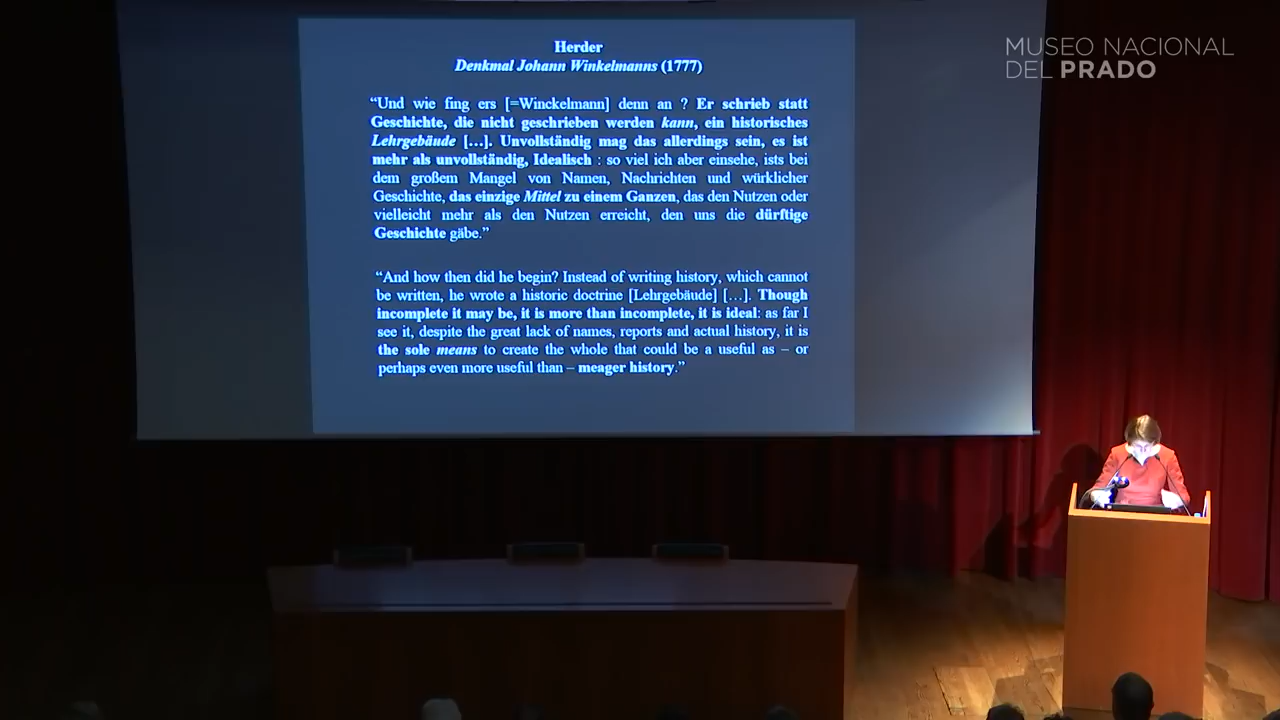 MUSEO NACIONAL
DEL PRADO
Herder
Denkmal Johann Winkelmanns (1777)
“Und wie fing ers [=Winckelmann] denn an ? Er schrieb statt
Geschichte, die nicht geschrieben werden kann, ein historisches
Lehrgebäude [...]. Unvollständig mag das allerdings sein, es ist
mehr als unvollständig, Idealisch : so viel ich aber einsehe, ists bei
dem großem Mangel von Namen, Nachrichten und würklicher
Geschichte, das einzige Mittel zu einem Ganzen, das den Nutzen oder
vielleicht mehr als den Nutzen erreicht, den uns die dürftige
Geschichte gäbe.”
“And how then did he begin? Instead of writing history, which cannot
be written, he wrote a historic doctrine [Lehrgebäude] [...]. Though
incomplete it may be, it is more than incomplete, it is ideal: as far I
see it, despite the great lack of names, reports and actual history, it is
the sole means to create the whole that could be a useful as – or
perhaps even more useful than – meager history.”